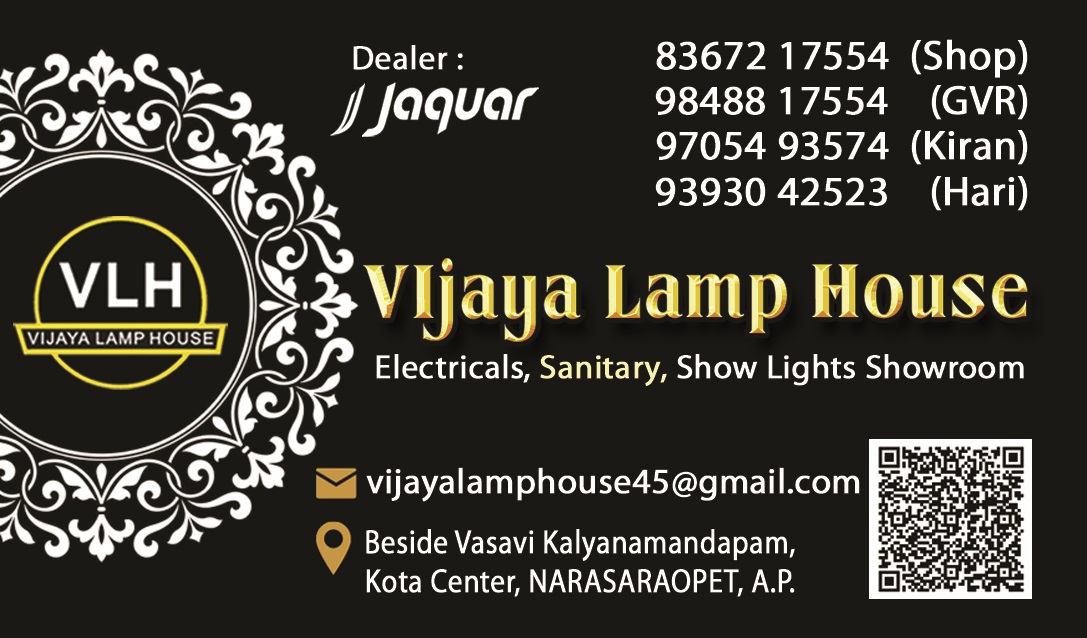 Dealer :
Jaquar
83672 17554 (Shop)
98488 17554 (GVR)
97054 93574 (Kiran)
93930 42523 (Hari)
VLH
VIJAYA LAMP HOUSE
VIjaya Lamp House
Electricals, Sanitary, Show Lights Showroom
vijayalamphouse45@gmail.com
Beside Vasavi Kalyanamandapam,
Kota Center, NARASARAOPET, A.P.